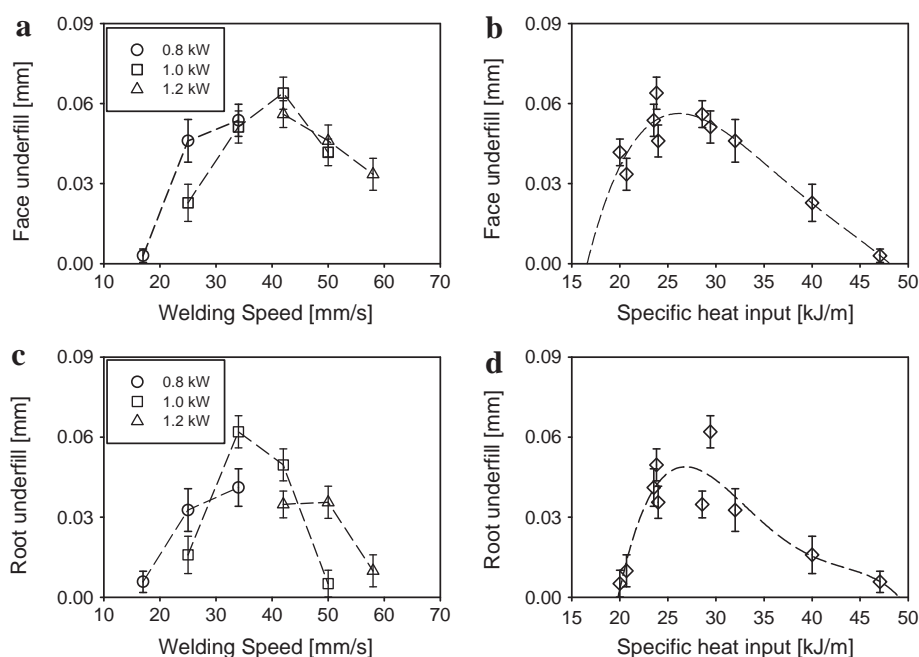 a
Face underfill [mm]
0.09
0.06
0.03
0.00
0.8 kW
1.0 kW
1.2 kW
10 20 30 40 50 60 70
Welding Speed [mm/s]
b
Face underfill [mm]
0.09
0.06
0.03
0.00
15 20 25 30 35 40 45 50
Specific heat input [kJ/m]
c
Root underfill [mm]
0.09
0.06
0.03
0.00
0.8 kW
1.0 kW
1.2 kW
10 20 30 40 50 60 70
Welding Speed [mm/s]
d
Root underfill [mm]
0.09
0.06
0.03
0.00
15 20 25 30 35 40 45 50
Specific heat input [kJ/m]